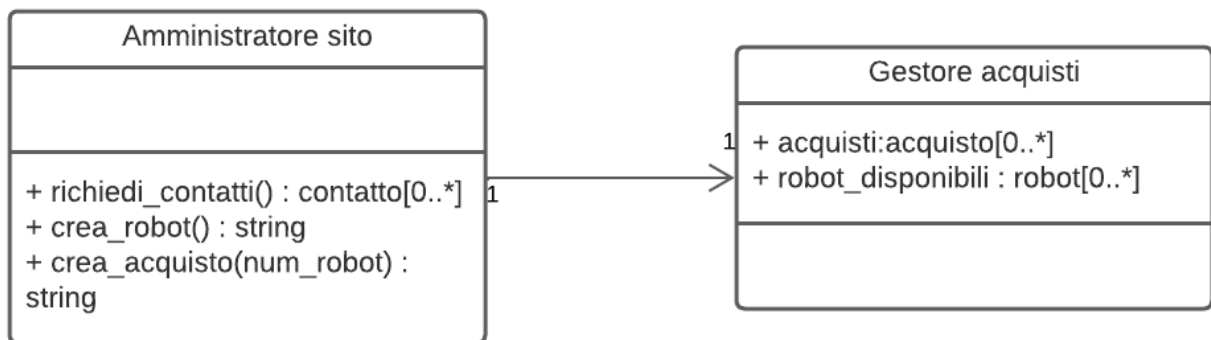 Amministratore sito
+ richiedi_contatti() : contatto[0..*]
+ crea_robot() : string
+ crea_acquisto(num_robot) :
string
1
1
Gestore acquisti
+ acquisti:acquisto[0..*]
+ robot_disponibili : robot[0..*]